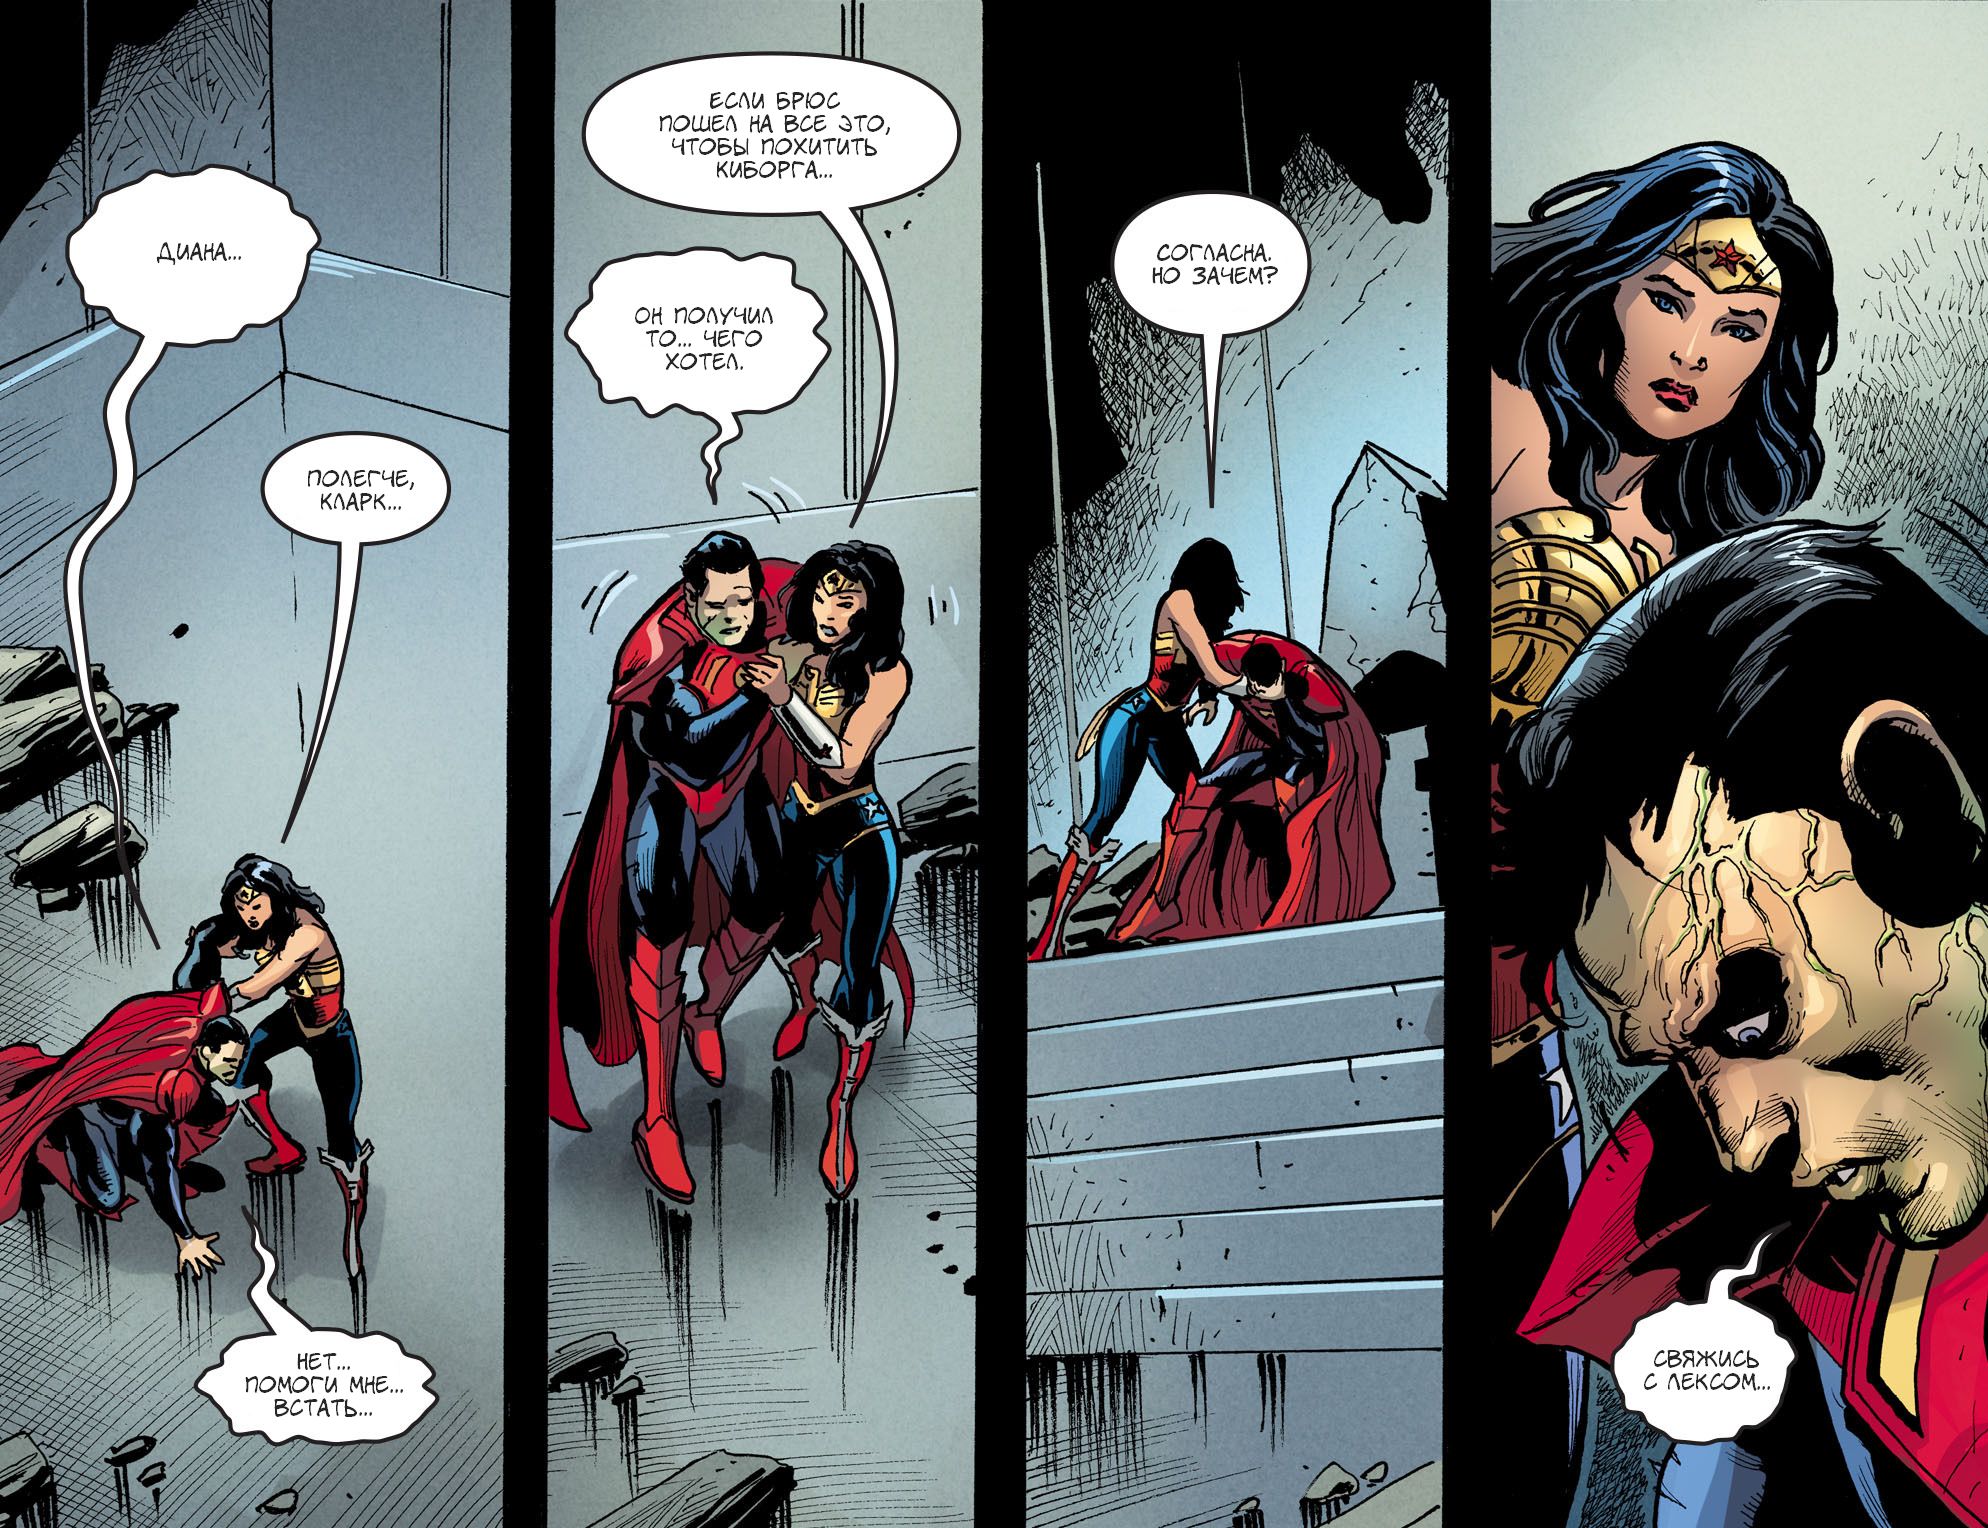 ДИАНА...
ПОЛЕГЧЕ,
КЛАРК...
НЕТ...
ПОМОГИ МНЕ...
ВСТАТЬ...
ЕСЛИ БРЮС
ПОШЕЛ НА ВСЕ ЭТО,
ЧТОБЫ ПОХИТИТЬ
КИБОРГА...
ОН ПОЛУЧИЛ
ТО... ЧЕГО
ХОТЕЛ.
СОГЛАСНА.
НО ЗАЧЕМ?
СВЯЖИСЬ
С ЛЕКСОМ...